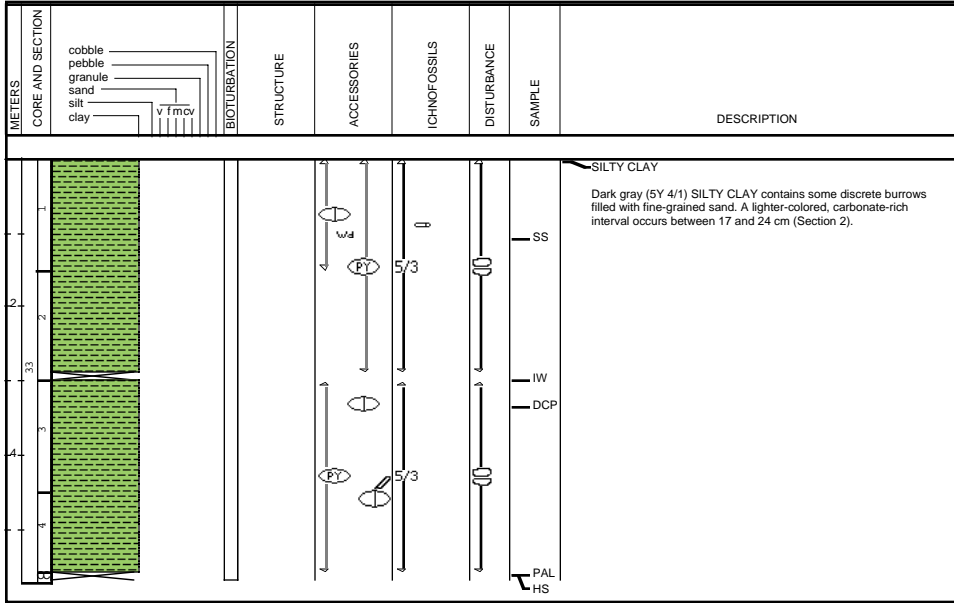 METERS
CORE AND SECTION
cobble
pebble
granule
sand
silt
clay
v f m c v
BIOTURBATION
STRUCTURE
ACCESSORIES
ICHNOFOSSILS
DISTURBANCE
SAMPLE
DESCRIPTION
SILTY CLAY
Dark gray (5Y 4/1) SILTY CLAY contains some discrete burrows
filled with fine-grained sand. A lighter-colored, carbonate-rich
interval occurs between 17 and 24 cm (Section 2).
1
SS
PY
5/3
2
2
33
IW
DCP
3
4
PY
5/3
4
PAL
HS